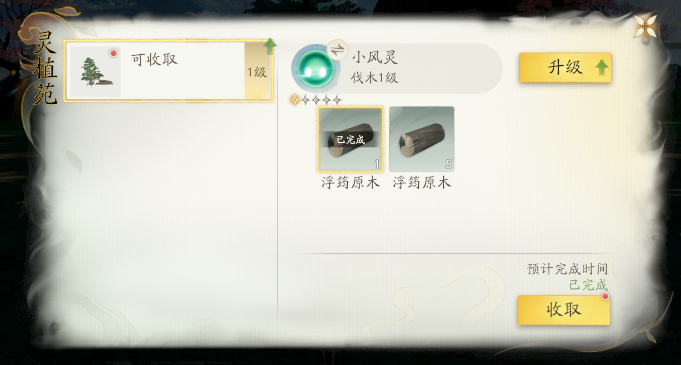 灵植苑
可收取
1级
小风灵
伐木1级
升级
已完成
1
5
浮筠原木
浮筠原木
预计完成时间
已完成
收取